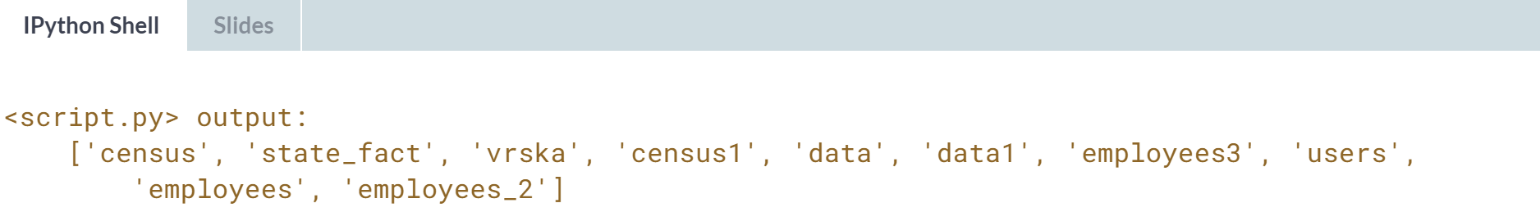 IPython Shell Slides
<script.py> output:
['census', 'state_fact', 'vrska', 'census1', 'data', 'data1', 'employees3', 'users',
'employees', 'employees_2']